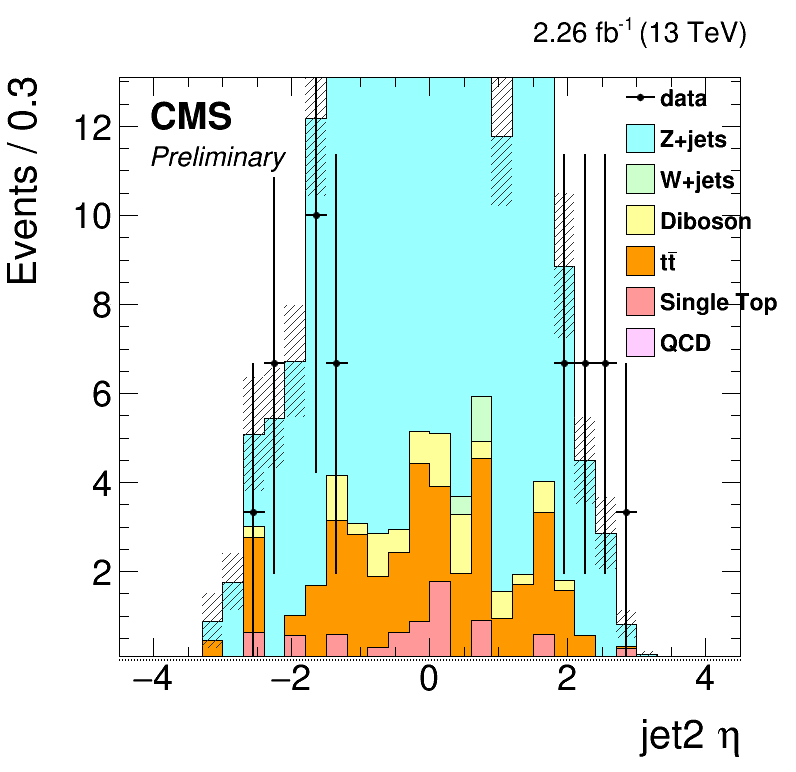 2.26 fb-1 (13 TeV)
Events / 0.3
CMS
Preliminary
data
Z+jets
W+jets
Diboson
tt̅
Single Top
QCD
12
10
8
6
4
2
−4 −2 0 2 4
jet2 η